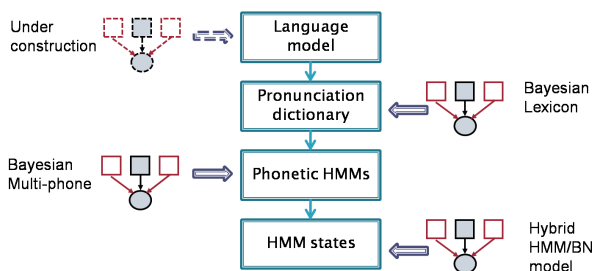 Under
construction
Language
model
Pronunciation
dictionary
Bayesian
Lexicon
Bayesian
Multi-phone
Phonetic HMMs
HMM states
Hybrid
HMM/BN
model